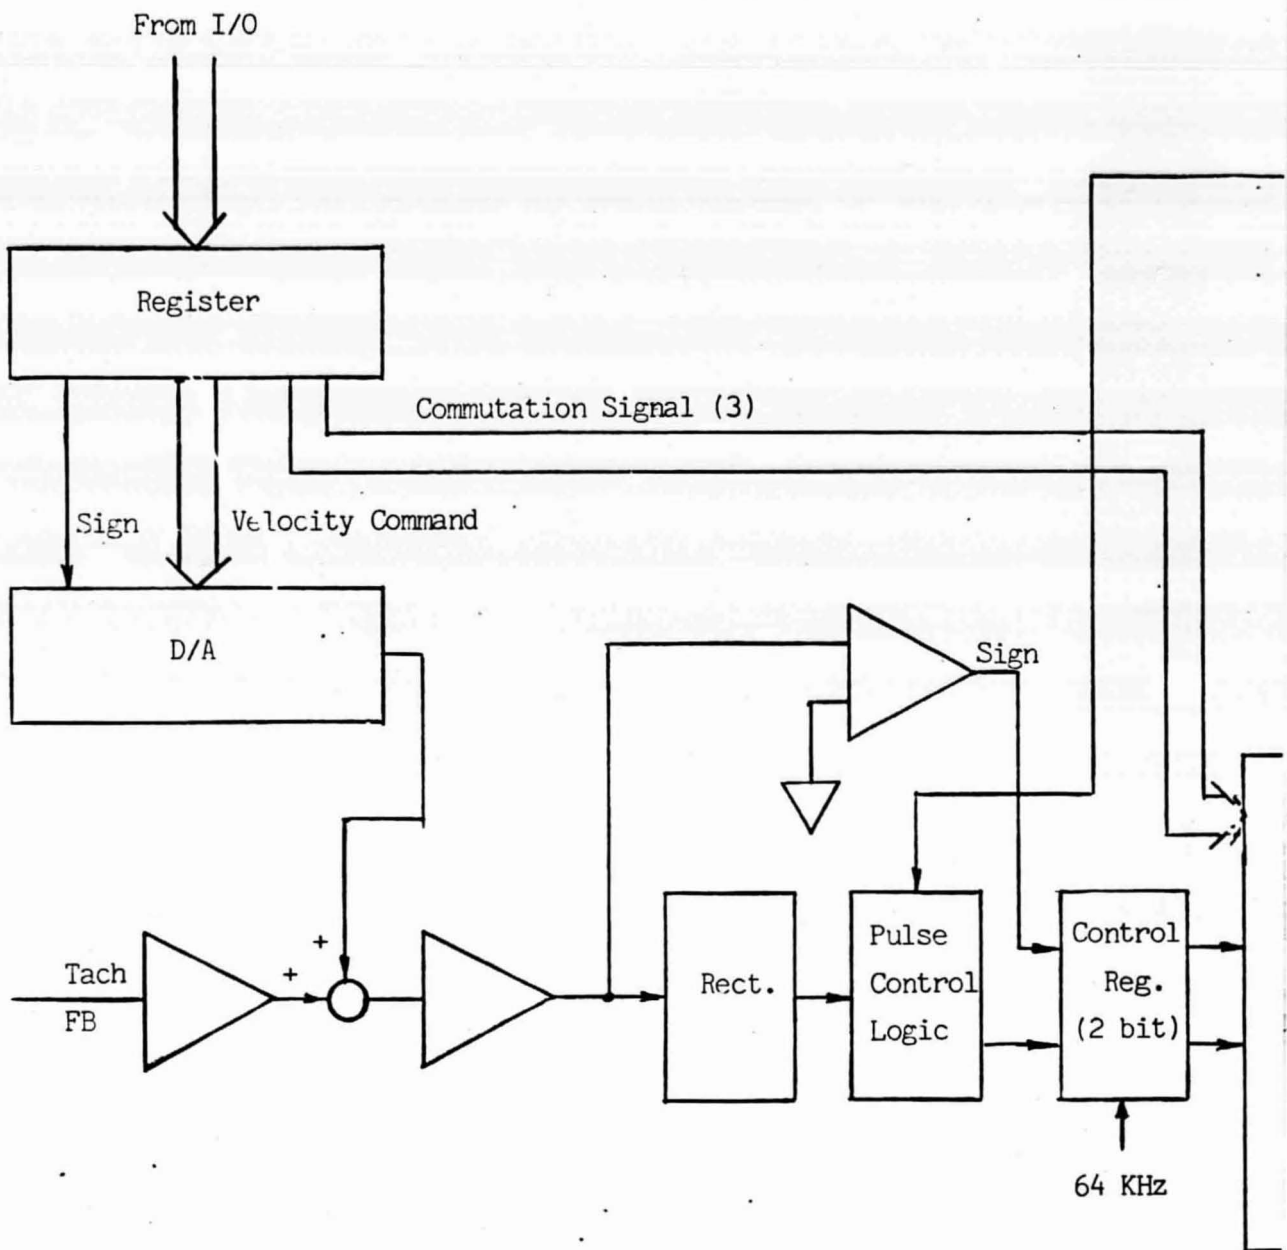 From I/O
Register
Commutation Signal (3)
Sign
Velocity Command
D/A
Sign
+
+
Tach
FB
Rect.
Pulse
Control
Logic
Control
Reg.
(2 bit)
64 KHz